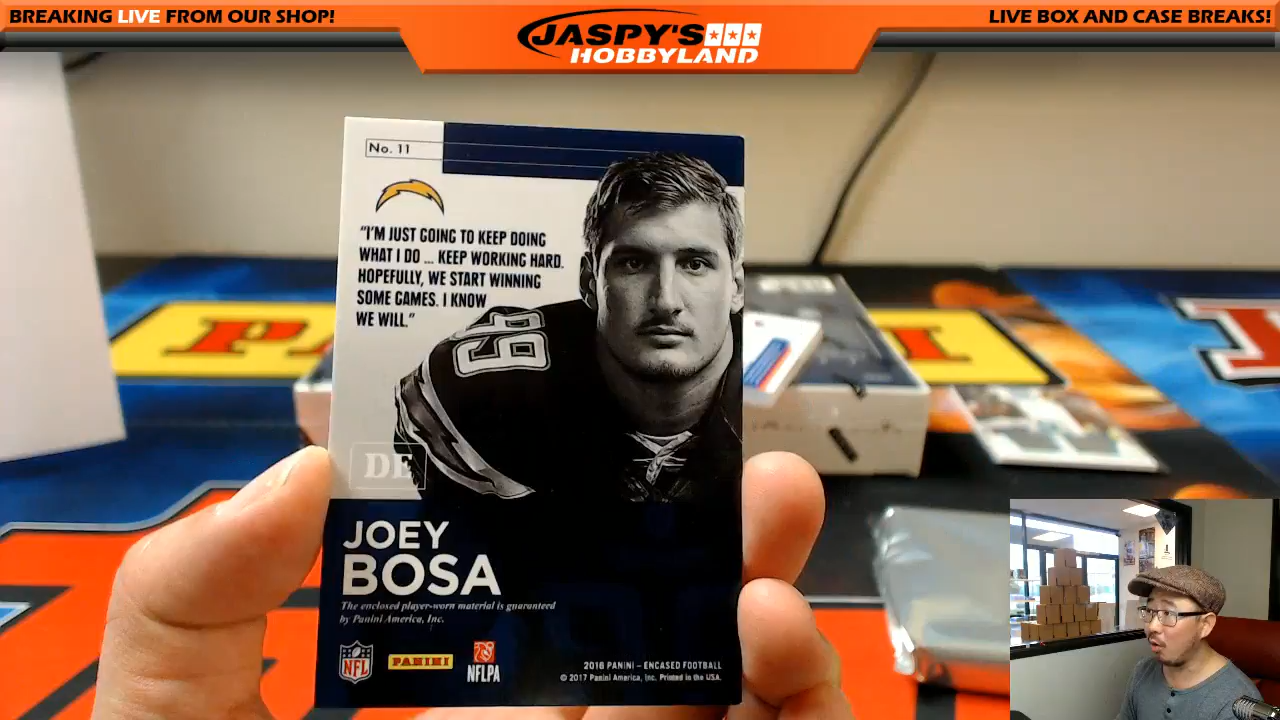 BREAKING LIVE FROM OUR SHOP!
JASPY'S
HOBBYLAND
LIVE BOX AND CASE BREAKS!
No. 11
"I'M JUST GOING TO KEEP DOING
WHAT I DO ... KEEP WORKING HARD.
HOPEFULLY, WE START WINNING
SOME GAMES. I KNOW
WE WILL."
99
DE
JOEY
BOSA
The enclosed player-worn material is guaranteed
by Panini America, Inc.
NFL
PANINI
NFLPA
2016 PANINI – ENCASED FOOTBALL
© 2017 Panini America, Inc. Printed in the USA.